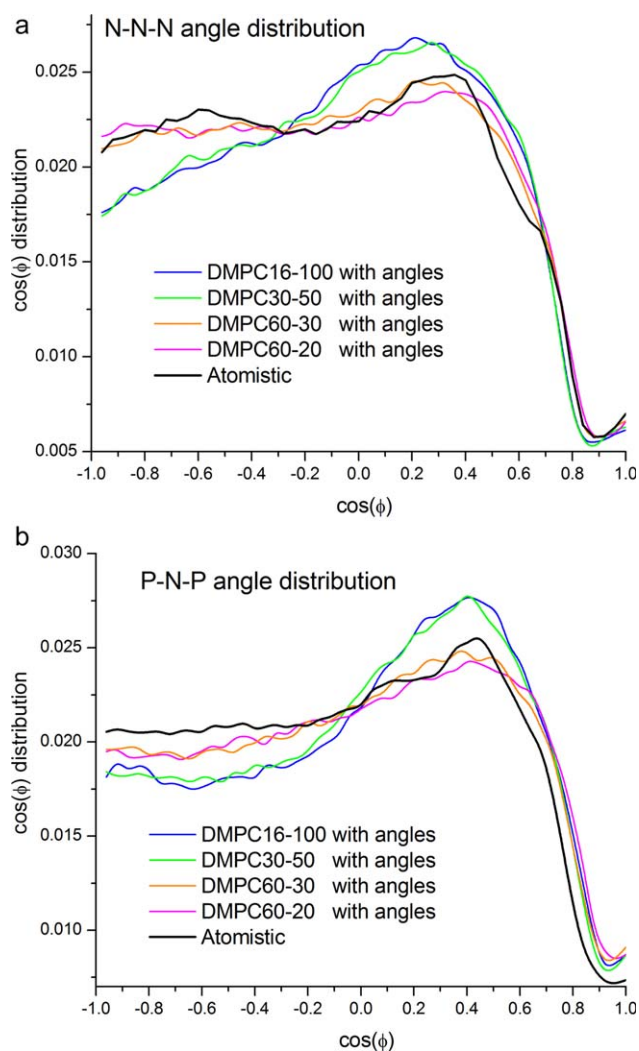 a
N-N-N angle distribution
0.025
0.020
0.015
0.010
0.005
cos(ϕ) distribution
DMPC16-100 with angles
DMPC30-50 with angles
DMPC60-30 with angles
DMPC60-20 with angles
Atomistic
-1.0 -0.8 -0.6 -0.4 -0.2 0.0 0.2 0.4 0.6 0.8 1.0
cos(ϕ)
b
P-N-P angle distribution
0.030
0.025
0.020
0.015
0.010
cos(ϕ) distribution
DMPC16-100 with angles
DMPC30-50 with angles
DMPC60-30 with angles
DMPC60-20 with angles
Atomistic
-1.0 -0.8 -0.6 -0.4 -0.2 0.0 0.2 0.4 0.6 0.8 1.0
cos(ϕ)